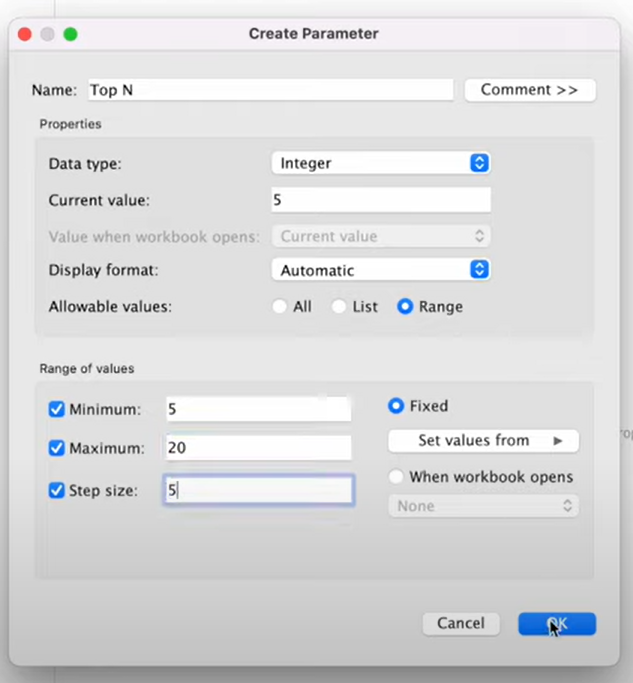 Create Parameter
Name: Top N Comment >>
Properties
Data type: Integer
Current value: 5
Value when workbook opens: Current value
Display format: Automatic
Allowable values: All List Range
Range of values
Minimum: 5 Fixed
Maximum: 20 Set values from
Step size: 5 When workbook opens
None
Cancel OK